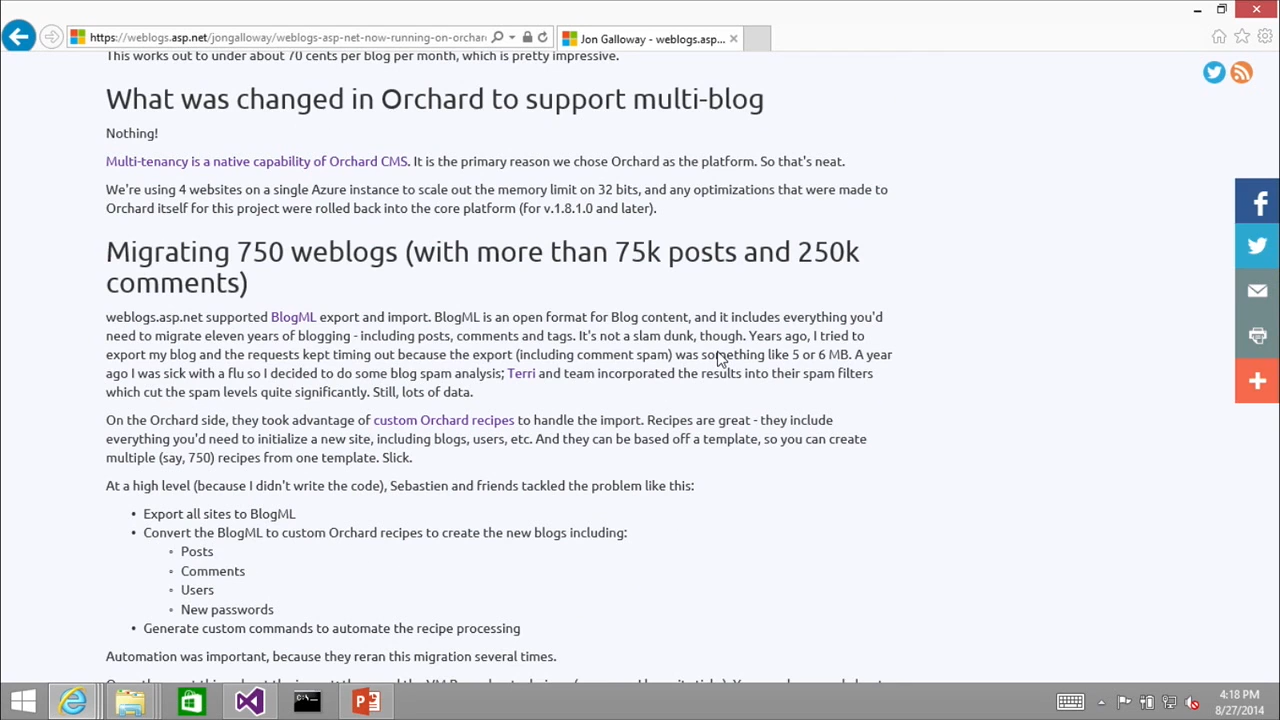 https://weblogs.asp.net/jongalloway/weblogs-asp-net-now-running-on-orchar
Jon Galloway - weblogs.asp...
This works out to under about 70 cents per blog per month, which is pretty impressive.
What was changed in Orchard to support multi-blog
Nothing!
Multi-tenancy is a native capability of Orchard CMS. It is the primary reason we chose Orchard as the platform. So that's neat.
We're using 4 websites on a single Azure instance to scale out the memory limit on 32 bits, and any optimizations that were made to
Orchard itself for this project were rolled back into the core platform (for v.1.8.1.0 and later).
Migrating 750 weblogs (with more than 75k posts and 250k
comments)
weblogs.asp.net supported BlogML export and import. BlogML is an open format for Blog content, and it includes everything you'd
need to migrate eleven years of blogging - including posts, comments and tags. It's not a slam dunk, though. Years ago, I tried to
export my blog and the requests kept timing out because the export (including comment spam) was something like 5 or 6 MB. A year
ago I was sick with a flu so I decided to do some blog spam analysis; Terri and team incorporated the results into their spam filters
which cut the spam levels quite significantly. Still, lots of data.
On the Orchard side, they took advantage of custom Orchard recipes to handle the import. Recipes are great - they include
everything you'd need to initialize a new site, including blogs, users, etc. And they can be based off a template, so you can create
multiple (say, 750) recipes from one template. Slick.
At a high level (because I didn't write the code), Sebastien and friends tackled the problem like this:
• Export all sites to BlogML
• Convert the BlogML to custom Orchard recipes to create the new blogs including:
◦ Posts
◦ Comments
◦ Users
◦ New passwords
• Generate custom commands to automate the recipe processing
Automation was important, because they reran this migration several times.
4:18 PM
8/27/2014